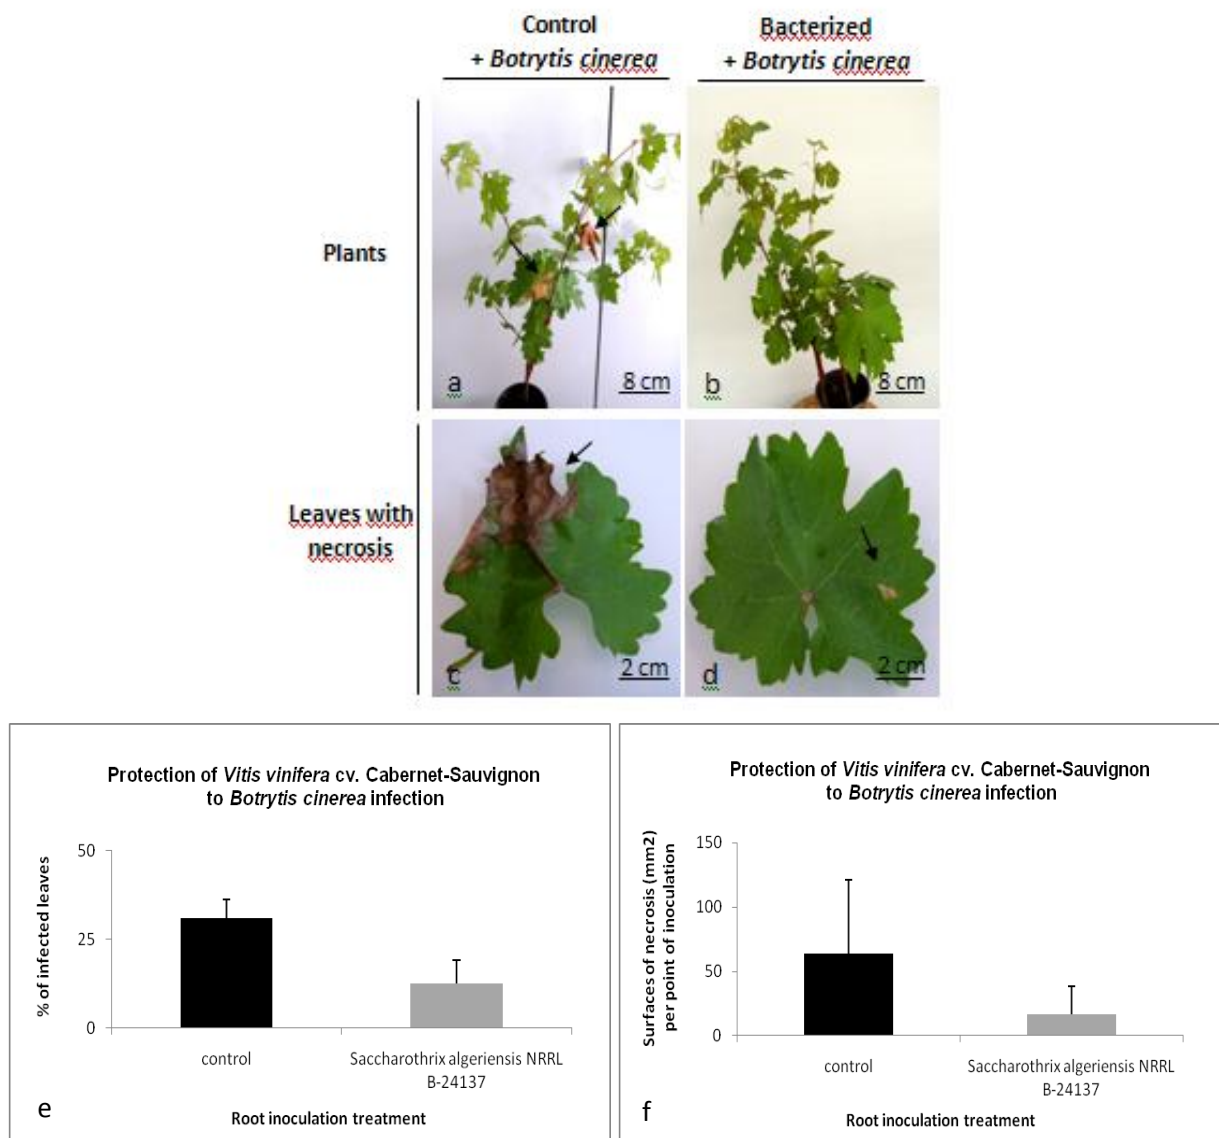 Control
+ Botrytis cinerea
Bacterized
+ Botrytis cinerea
Plants
a
8 cm
b
8 cm
Leaves with
necrosis
c
2 cm
d
2 cm
Protection of Vitis vinifera cv. Cabernet-Sauvignon
to Botrytis cinerea infection
% of infected leaves
50
25
0
control
Saccharothrix algeriensis NRRL
B-24137
Root inoculation treatment
e
Protection of Vitis vinifera cv. Cabernet-Sauvignon
to Botrytis cinerea infection
Surfaces of necrosis (mm2)
per point of inoculation
150
100
50
0
control
Saccharothrix algeriensis NRRL
B-24137
Root inoculation treatment
f